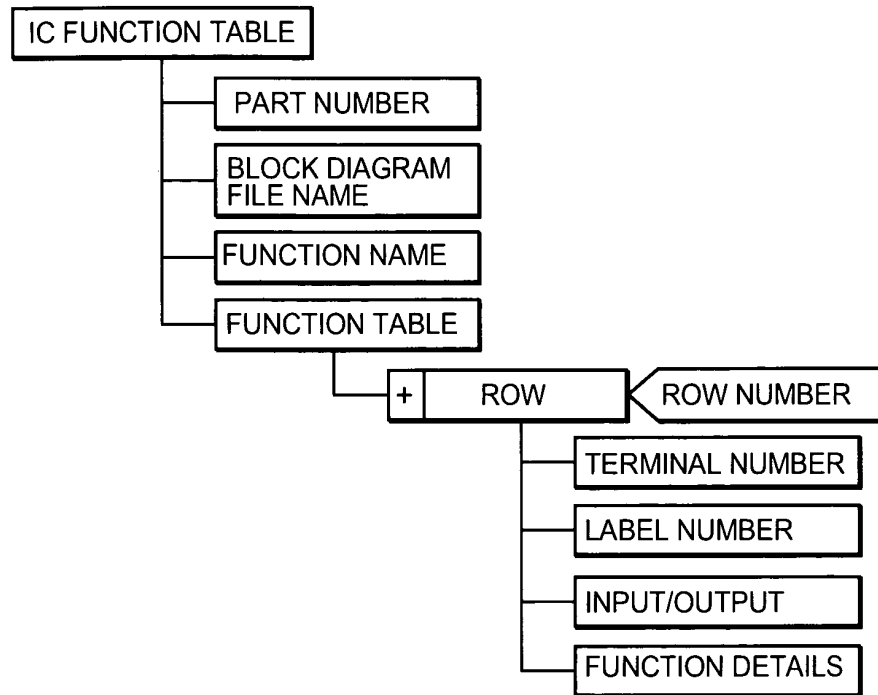 IC FUNCTION TABLE
PART NUMBER
BLOCK DIAGRAM
FILE NAME
FUNCTION NAME
FUNCTION TABLE
+ ROW ROW NUMBER
TERMINAL NUMBER
LABEL NUMBER
INPUT/OUTPUT
FUNCTION DETAILS